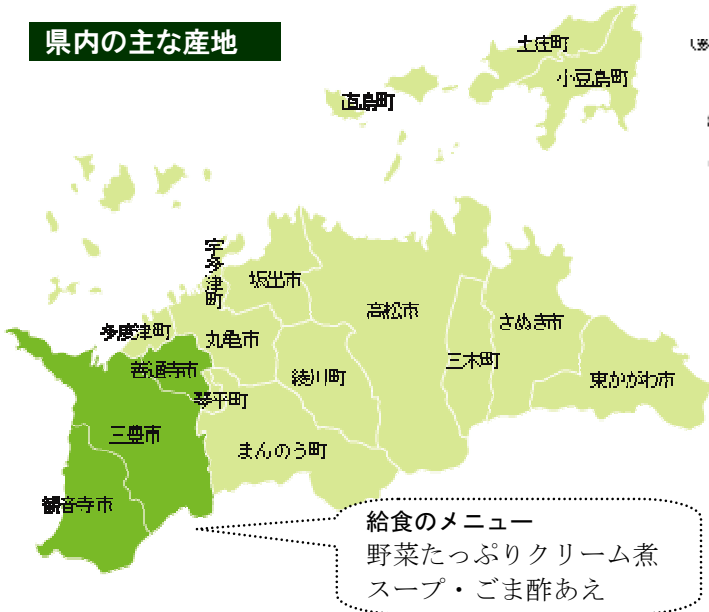 県内の主な産地
土庄町
小豆島町
直島町
宇多津町
坂出市
高松市
さぬき市
多度津町
丸亀市
三木町
善通寺市
綾川町
東かがわ市
琴平町
三豊市
まんのう町
観音寺市
給食のメニュー
野菜たっぷりクリーム煮
スープ・ごま酢あえ